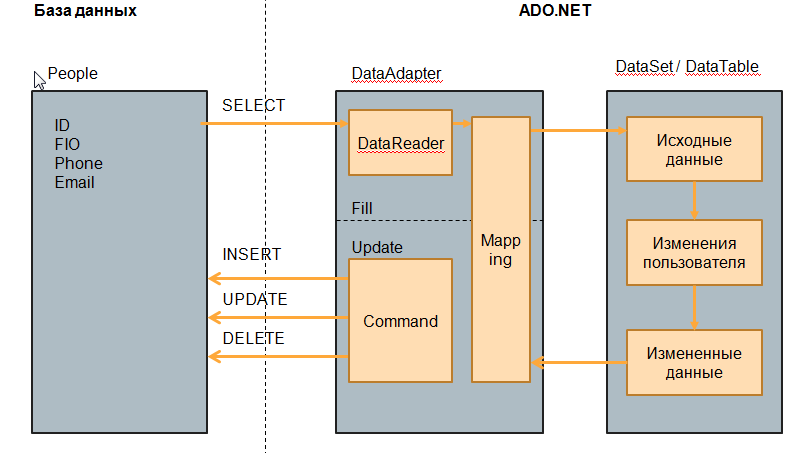 База данных
ADO.NET
People
DataAdapter
DataSet / DataTable
ID
FIO
Phone
Email
SELECT
INSERT
UPDATE
DELETE
DataReader
Fill
Update
Command
Mapp
ing
Исходные
данные
Изменения
пользователя
Измененные
данные